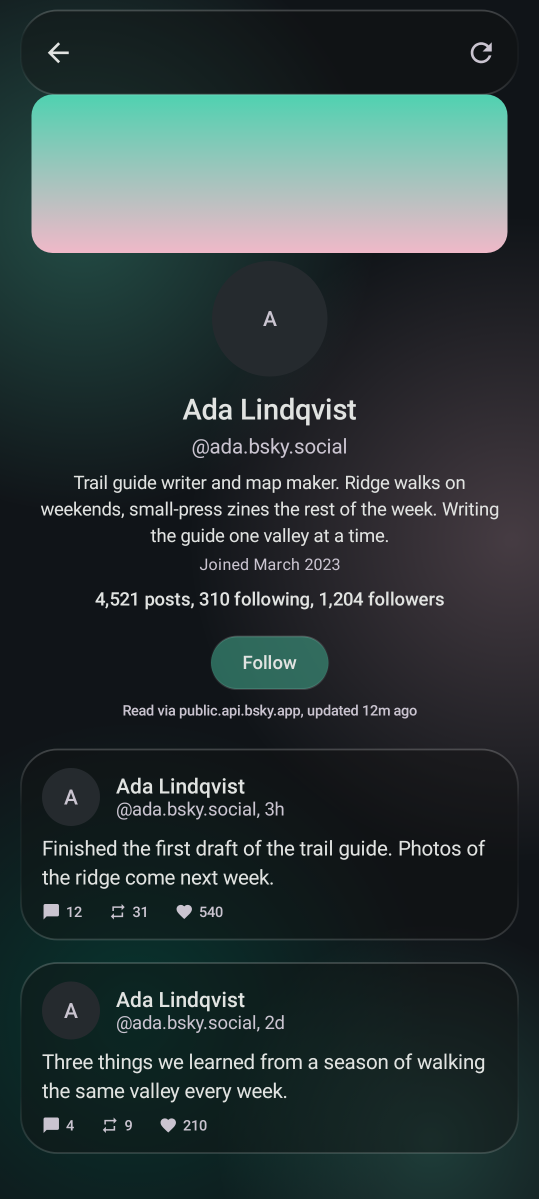 A
Ada Lindqvist
@ada.bsky.social
Trail guide writer and map maker. Ridge walks on
weekends, small-press zines the rest of the week. Writing
the guide one valley at a time.
Joined March 2023
4,521 posts, 310 following, 1,204 followers
Follow
Read via public.api.bsky.app, updated 12m ago
A
Ada Lindqvist
@ada.bsky.social, 3h
Finished the first draft of the trail guide. Photos of
the ridge come next week.
12 31 540
A
Ada Lindqvist
@ada.bsky.social, 2d
Three things we learned from a season of walking
the same valley every week.
4 9 210